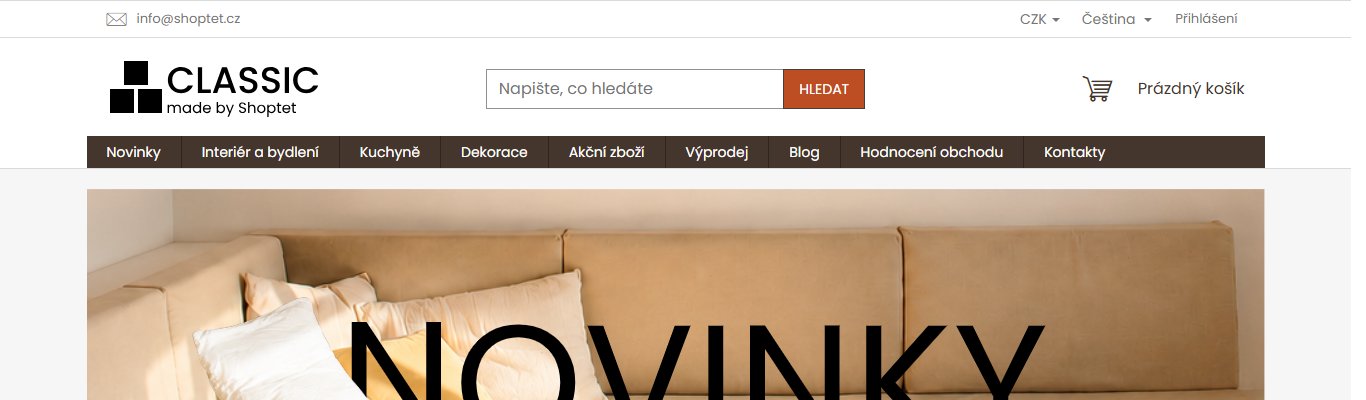 info@shoptet.cz
CZK Čeština Přihlášení
CLASSIC
made by Shoptet
Napište, co hledáte HLEDAT
Prázdný košík
Novinky Interiér a bydlení Kuchyně Dekorace Akční zboží Výprodej Blog Hodnocení obchodu Kontakty
NOVINKY